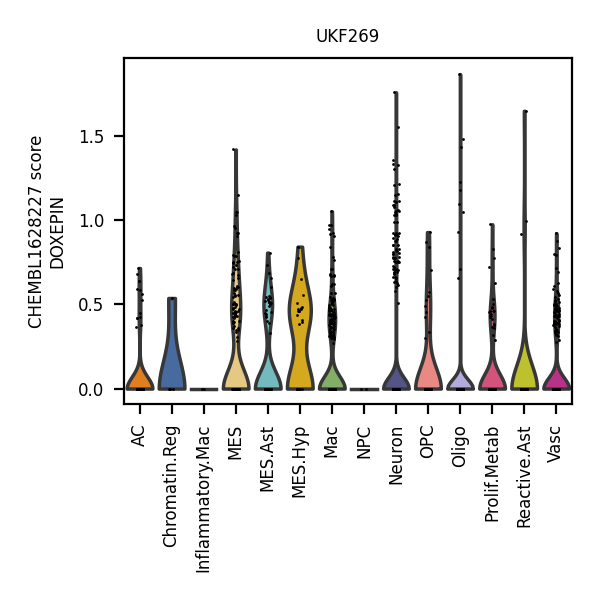 UKF269
CHEMBL1628227 score
DOXEPIN
1.5
1.0
0.5
0.0
AC
Chromatin.Reg
Inflammatory.Mac
MES
MES.Ast
MES.Hyp
Mac
NPC
Neuron
OPC
Oligo
Prolif.Metab
Reactive.Ast
Vasc